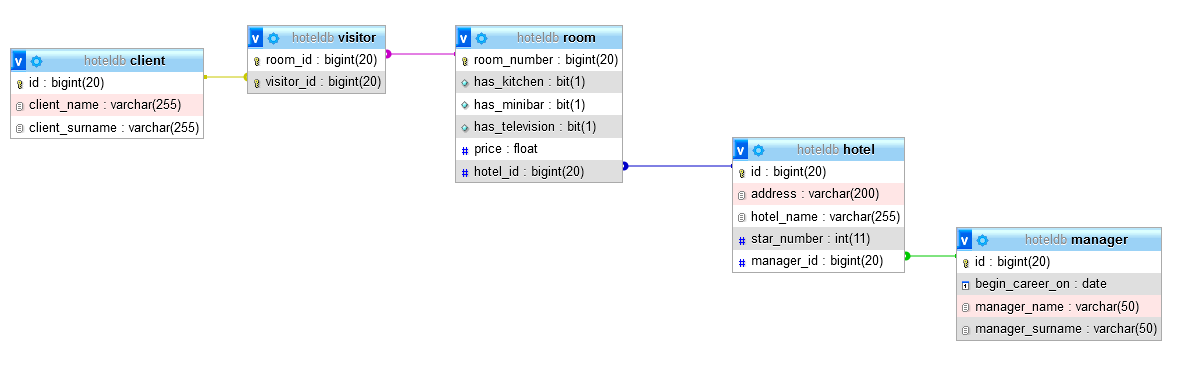 v hoteldb client
id : bigint(20)
client_name : varchar(255)
client_surname : varchar(255)
v hoteldb visitor
room_id : bigint(20)
visitor_id : bigint(20)
v hoteldb room
room_number : bigint(20)
has_kitchen : bit(1)
has_minibar : bit(1)
has_television : bit(1)
# price : float
# hotel_id : bigint(20)
v hoteldb hotel
id : bigint(20)
address : varchar(200)
hotel_name : varchar(255)
# star_number : int(11)
# manager_id : bigint(20)
v hoteldb manager
id : bigint(20)
begin_career_on : date
manager_name : varchar(50)
manager_surname : varchar(50)